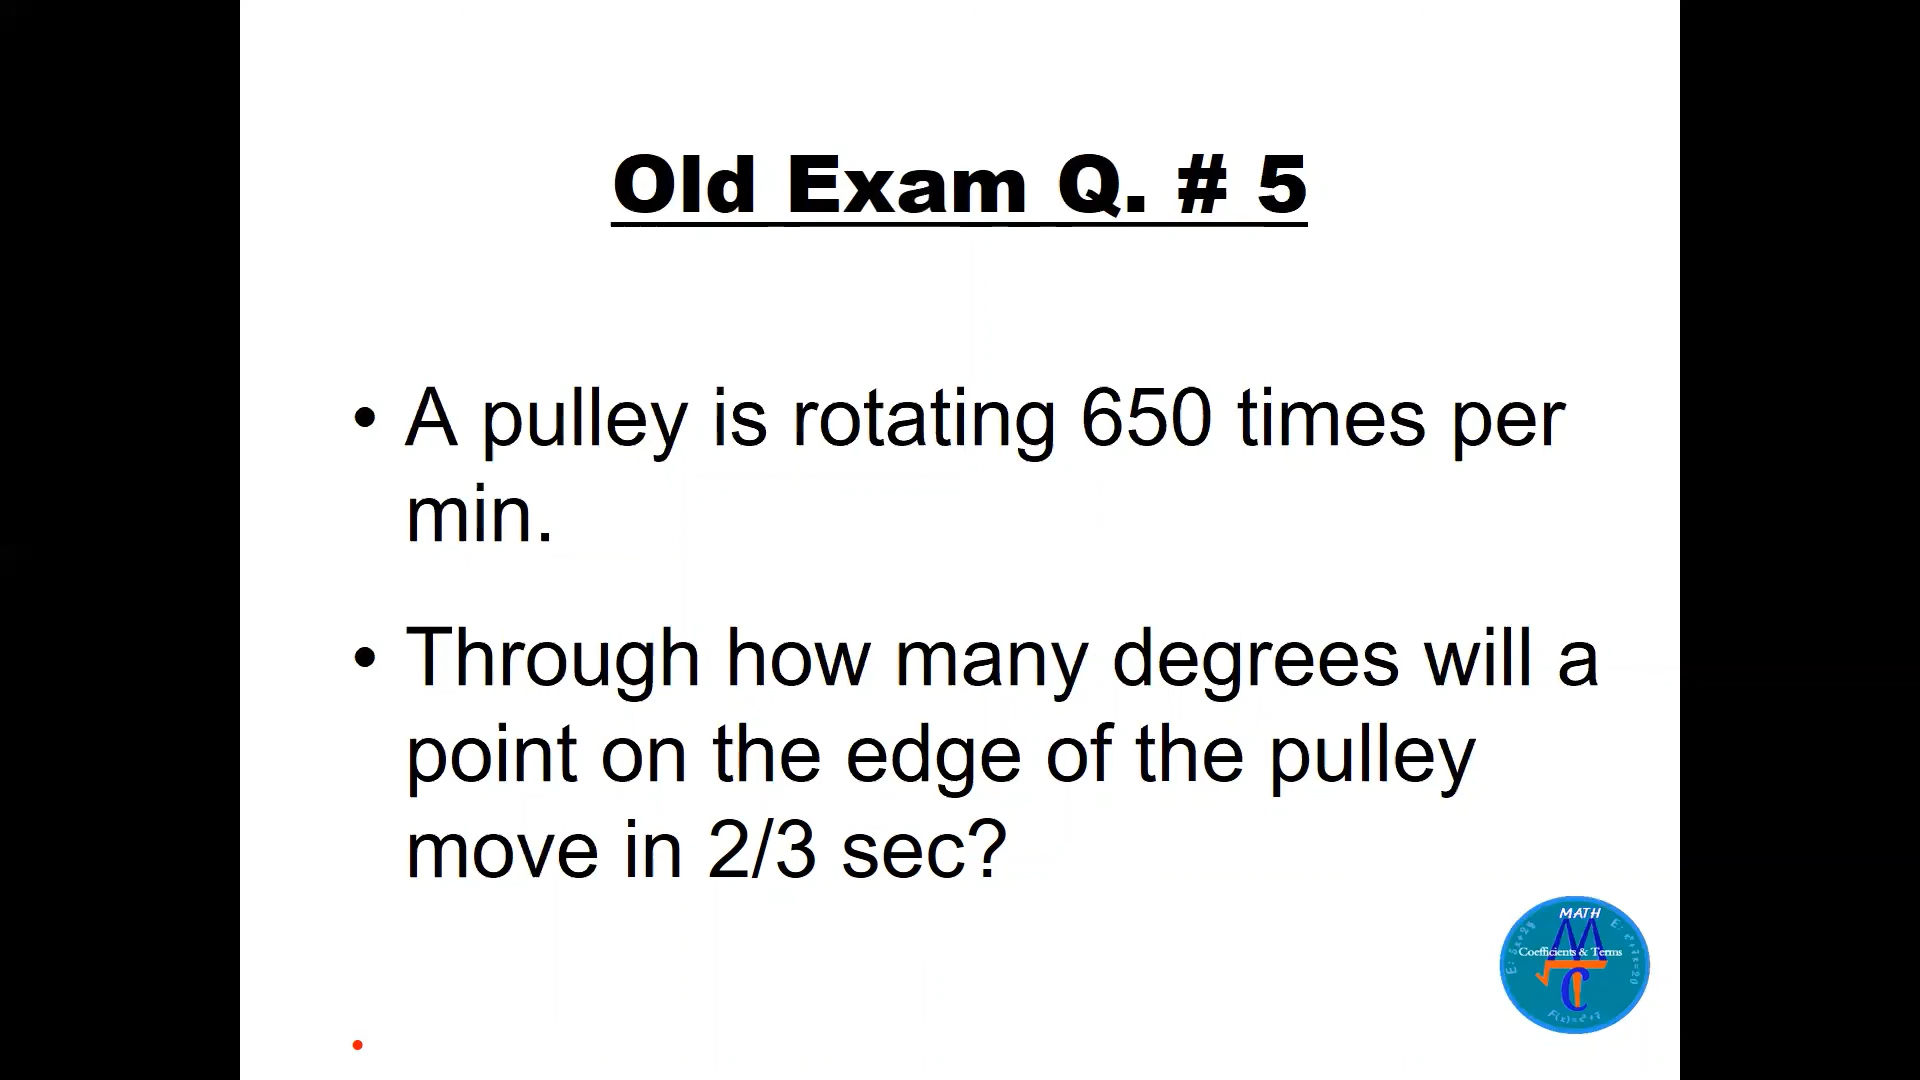 Old Exam Q. # 5
• A pulley is rotating 650 times per
min.
• Through how many degrees will a
point on the edge of the pulley
move in 2/3 sec?
MATH
Coefficients & Terms